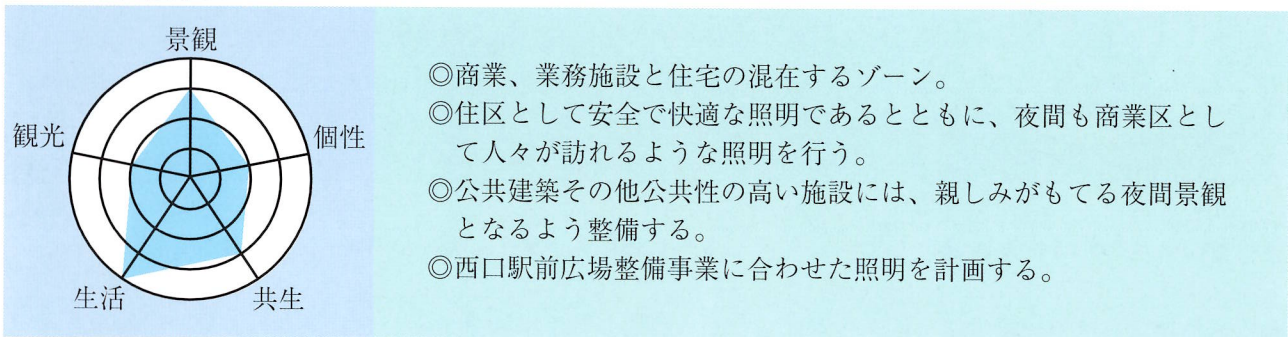 景観
観光
個性
生活
共生
◎商業、業務施設と住宅の混在するゾーン。
◎住区として安全で快適な照明であるとともに、夜間も商業区とし
て人々が訪れるような照明を行う。
◎公共建築その他公共性の高い施設には、親しみがもてる夜間景観
となるよう整備する。
◎西口駅前広場整備事業に合わせた照明を計画する。